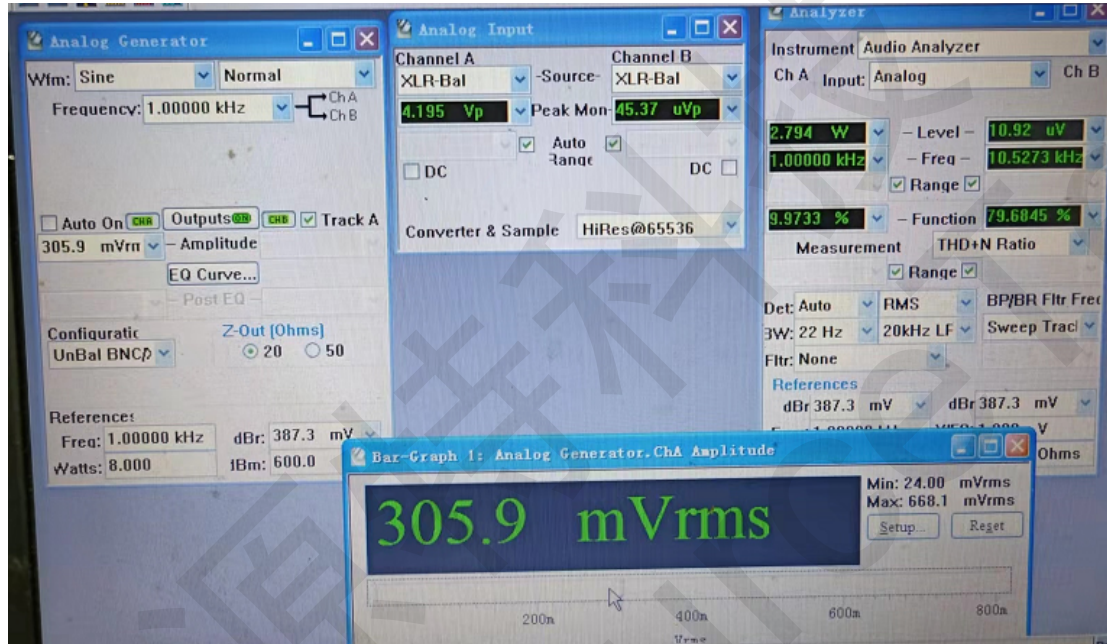 Analog Generator
Wfm: Sine Normal
Frequency: 1.00000 kHz Ch A
Ch B
Auto On CHA Outputs ON CHB Track A
305.9 mVrn – Amplitude
EQ Curve...
– Post EQ –
Configuratic Z-Out [Ohms]
UnBal BNC 20 50
References
Freq: 1.00000 kHz dBr: 387.3 mV
Watts: 8.000 1Bm: 600.0
Analog Input
Channel A Channel B
XLR-Bal -Source- XLR-Bal
4.195 Vp Peak Mon- 45.37 uVp
Auto
Range
DC DC
Converter & Sample HiRes@65536
Analyzer
Instrument Audio Analyzer
Ch A Input: Analog Ch B
2.794 W – Level – 10.92 uV
1.00000 kHz – Freq – 10.5273 kHz
Range
9.9733 % – Function 79.6845 %
Measurement THD+N Ratio
Range
Det: Auto RMS BP/BR Fltr Frec
3W: 22 Hz 20kHz LF Sweep Tracl
Fltr: None
References
dBr 387.3 mV dBr 387.3 mV
V
Ohms
Bar-Graph 1: Analog Generator.ChA Amplitude
305.9 mVrms
Min: 24.00 mVrms
Max: 668.1 mVrms
Setup... Reset
200m 400m 600m 800m
Vrms